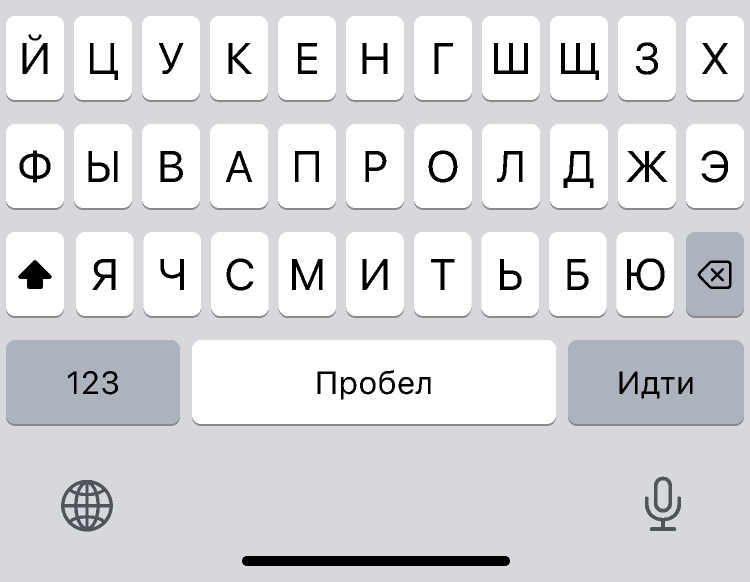 Й Ц У К Е Н Г Ш Щ З Х
Ф Ы В А П Р О Л Д Ж Э
Я Ч С М И Т Ь Б Ю
123 Пробел Идти